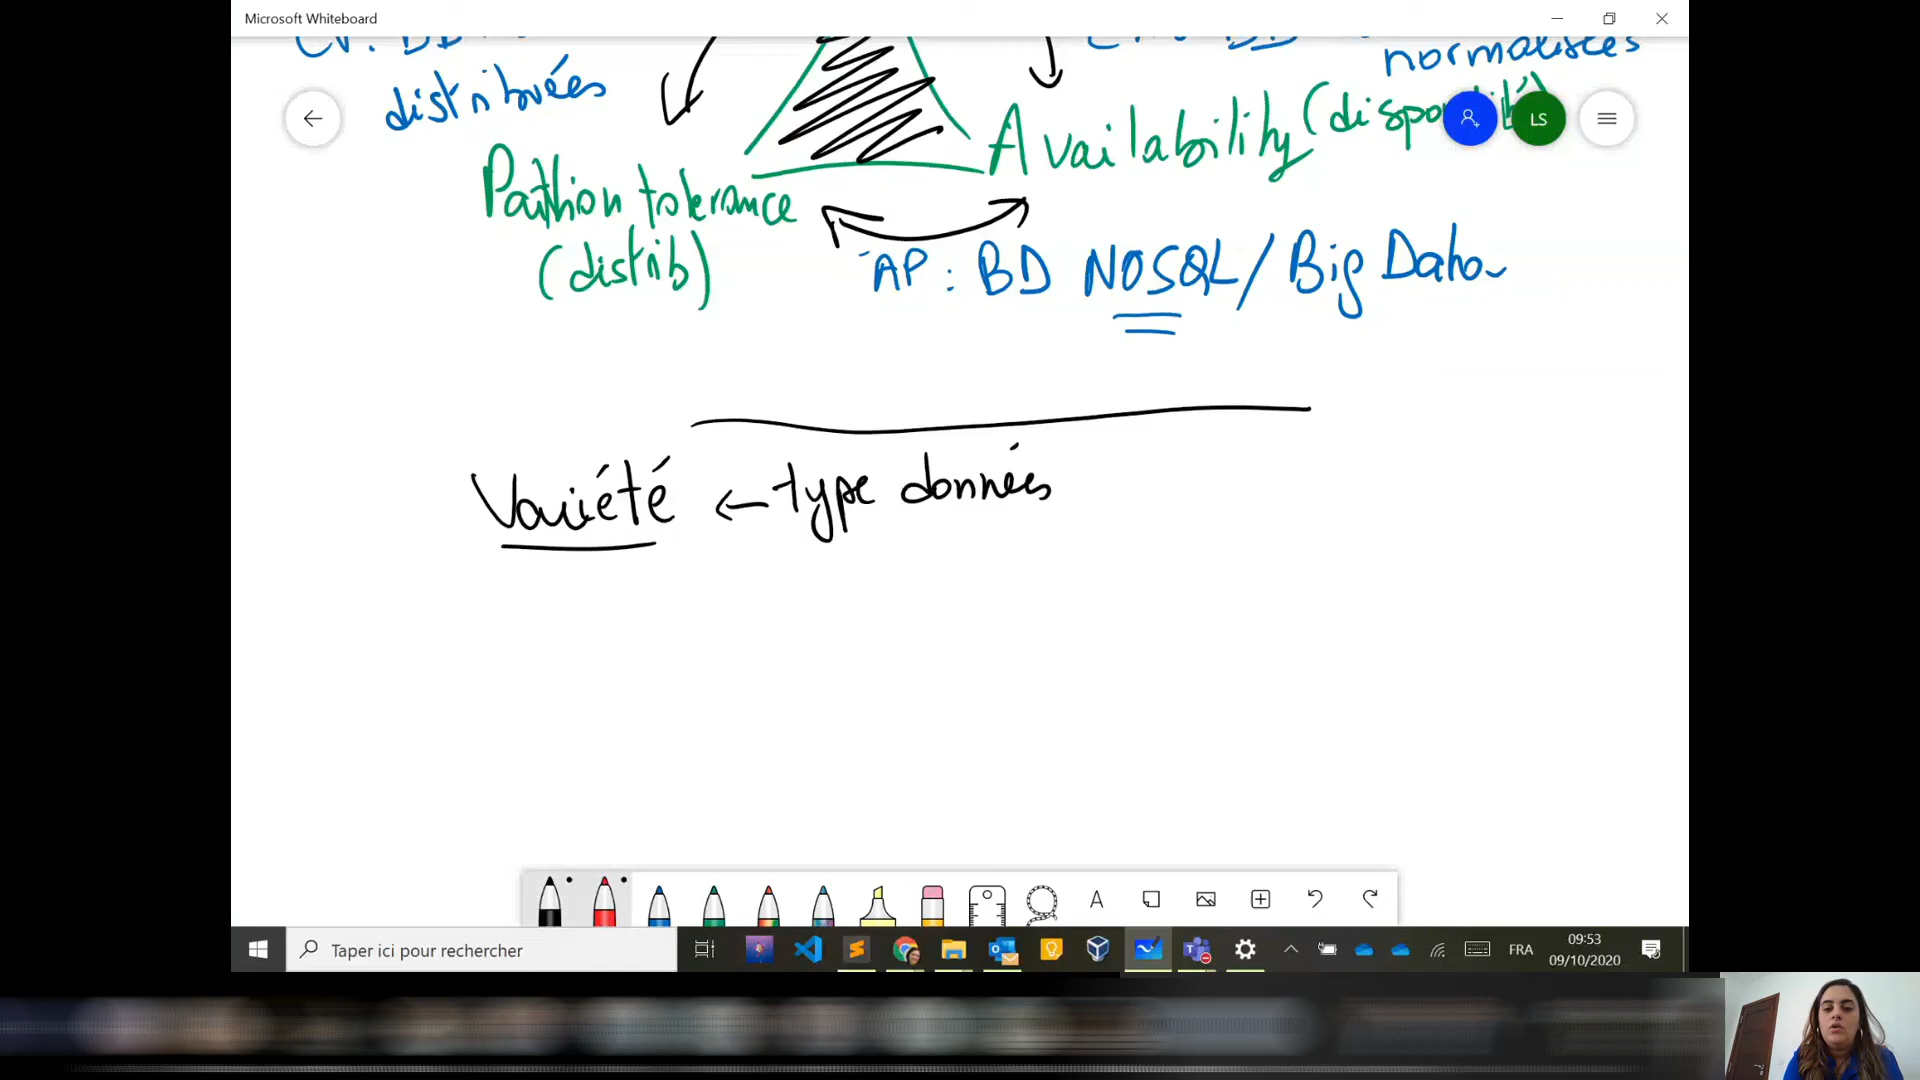 Microsoft Whiteboard
normalisées
distribuées
Availability (dispo
LS
Partition tolerance
(distrib)
AP : BD NOSQL / Big Data
Variété ← type données
A
Taper ici pour rechercher
FRA
09:53
09/10/2020